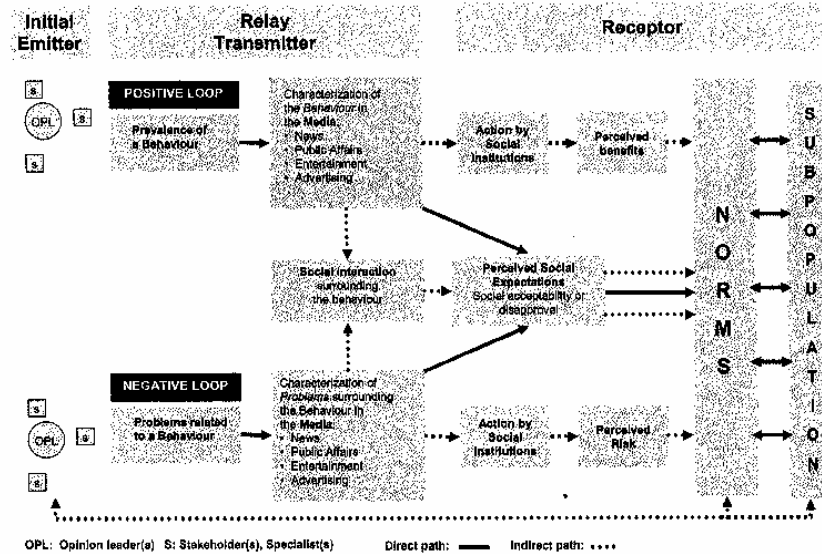 Initial
Emitter
Relay
Transmitter
Receptor
S
OPL
S
S
POSITIVE LOOP
Prevalence of
a Behaviour
Characterization of
the Behaviour in
the Media:
• News
• Public Affairs
• Entertainment
• Advertising
Action by
Social
Institutions
Perceived
benefits
Social interaction
surrounding
the behaviour
Perceived Social
Expectations
Social acceptability or
disapproval
NORMS
SUBPOPULATION
S
OPL
S
S
NEGATIVE LOOP
Problems related
to a Behaviour
Characterization of
Problems surrounding
the Behaviour in
the Media:
• News
• Public Affairs
• Entertainment
• Advertising
Action by
Social
Institutions
Perceived
Risk
OPL: Opinion leader(s) S: Stakeholder(s), Specialist(s) Direct path: Indirect path: